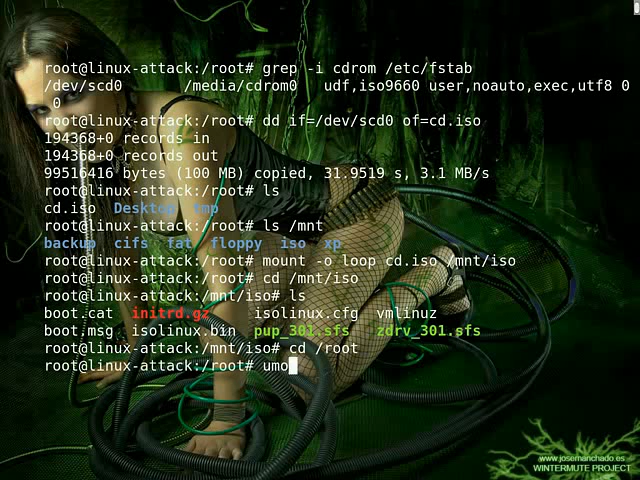 root@linux-attack:/root# grep -i cdrom /etc/fstab
/dev/scd0       /media/cdrom0   udf,iso9660 user,noauto,exec,utf8 0
 0
root@linux-attack:/root# dd if=/dev/scd0 of=cd.iso
194368+0 records in
194368+0 records out
99516416 bytes (100 MB) copied, 31.9519 s, 3.1 MB/s
root@linux-attack:/root# ls
cd.iso  Desktop  tmp
root@linux-attack:/root# ls /mnt
backup  cifs  fat  floppy  iso  xp
root@linux-attack:/root# mount -o loop cd.iso /mnt/iso
root@linux-attack:/root# cd /mnt/iso
root@linux-attack:/mnt/iso# ls
boot.cat  initrd.gz     isolinux.cfg  vmlinuz
boot.msg  isolinux.bin  pup_301.sfs   zdrv_301.sfs
root@linux-attack:/mnt/iso# cd /root
root@linux-attack:/root# umo
www.josemanchado.es
WINTERMUTE PROJECT